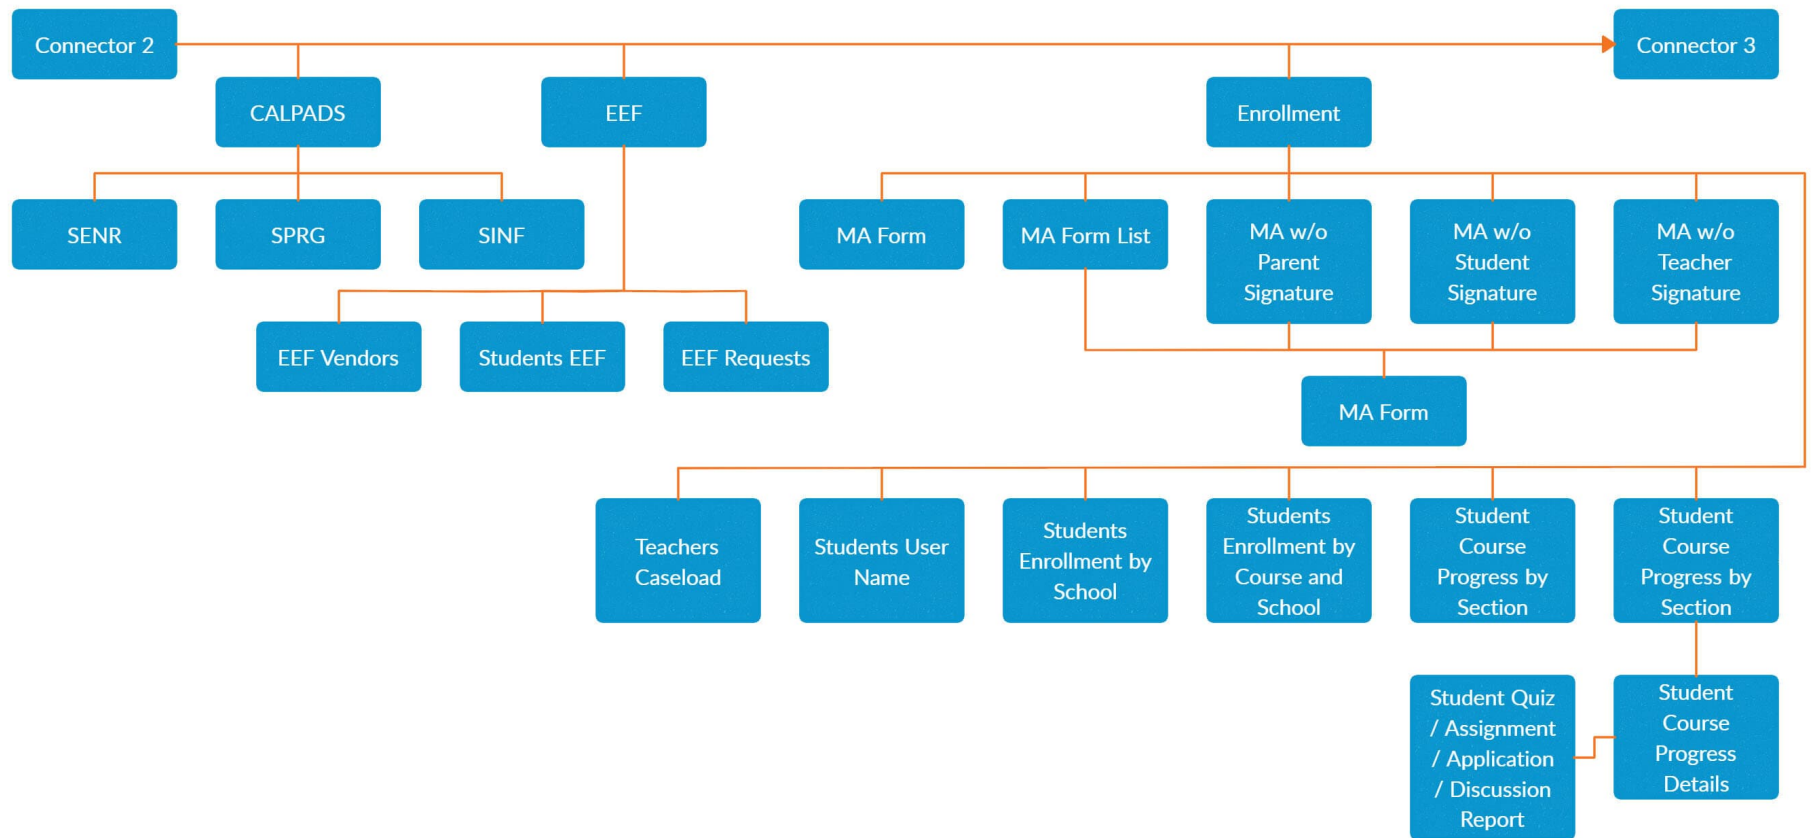 Connector 2
Connector 3
CALPADS
EEF
Enrollment
SENR
SPRG
SINF
MA Form
MA Form List
MA w/o
Parent
Signature
MA w/o
Student
Signature
MA w/o
Teacher
Signature
EEF Vendors
Students EEF
EEF Requests
MA Form
Teachers
Caseload
Students User
Name
Students
Enrollment by
School
Students
Enrollment by
Course and
School
Student
Course
Progress by
Section
Student
Course
Progress by
Section
Student Quiz
/ Assignment
/ Application
/ Discussion
Report
Student
Course
Progress
Details